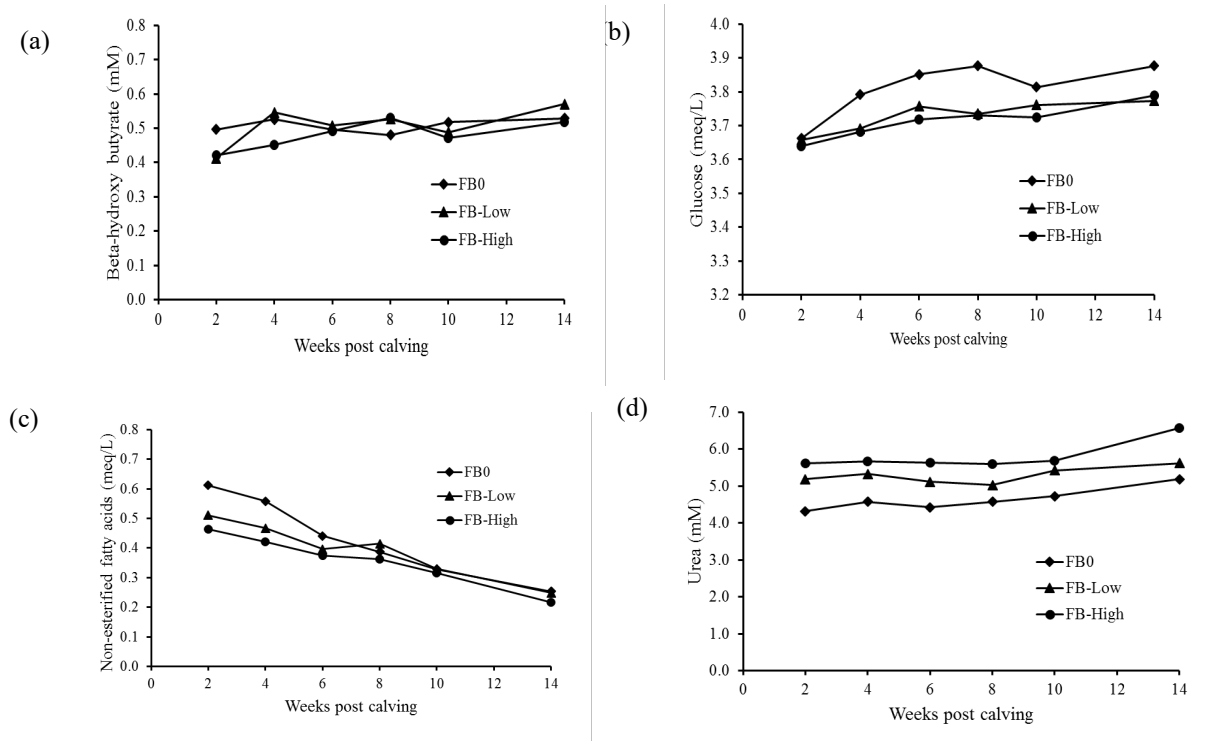 (a)
Beta-hydroxy butyrate (mM)
0.8
0.7
0.6
0.5
0.4
0.3
0.2
0.1
0.0
FB0
FB-Low
FB-High
0 2 4 6 8 10 12 14
Weeks post calving
b)
Glucose (meq/L)
4.0
3.9
3.8
3.7
3.6
3.5
3.4
3.3
3.2
FB0
FB-Low
FB-High
0 2 4 6 8 10 12 14
Weeks post calving
(c)
Non-esterified fatty acids (meq/L)
0.8
0.7
0.6
0.5
0.4
0.3
0.2
0.1
0.0
FB0
FB-Low
FB-High
0 2 4 6 8 10 12 14
Weeks post calving
(d)
Urea (mM)
7.0
6.0
5.0
4.0
3.0
2.0
1.0
0.0
FB0
FB-Low
FB-High
0 2 4 6 8 10 12 14
Weeks post calving